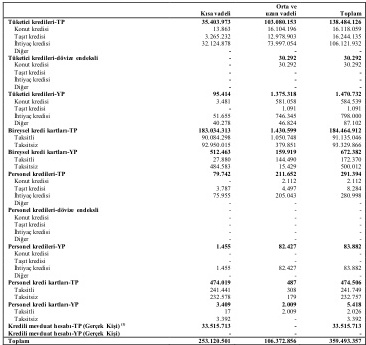 Kısa vadeli Orta ve uzun vadeli Toplam
Tüketici kredileri-TP 35.403.973 103.080.153 138.484.126
Konut kredisi 13.863 16.104.196 16.118.059
Taşıt kredisi 3.265.232 12.978.903 16.244.135
İhtiyaç kredisi 32.124.878 73.997.054 106.121.932
Diğer - - -
Tüketici kredileri-dövize endeksli - 30.292 30.292
Konut kredisi - 30.292 30.292
Taşıt kredisi - - -
İhtiyaç kredisi - - -
Diğer - - -
Tüketici kredileri-YP 95.414 1.375.318 1.470.732
Konut kredisi 3.481 581.058 584.539
Taşıt kredisi - 1.091 1.091
İhtiyaç kredisi 51.655 746.345 798.000
Diğer 40.278 46.824 87.102
Bireysel kredi kartları-TP 183.034.313 1.430.599 184.464.912
Taksitli 90.084.298 1.050.748 91.135.046
Taksitsiz 92.950.015 379.851 93.329.866
Bireysel kredi kartları-YP 512.463 159.919 672.382
Taksitli 27.880 144.490 172.370
Taksitsiz 484.583 15.429 500.012
Personel kredileri-TP 79.742 211.652 291.394
Konut kredisi - 2.112 2.112
Taşıt kredisi 3.787 4.497 8.284
İhtiyaç kredisi 75.955 205.043 280.998
Diğer - - -
Personel kredileri-dövize endeksli - - -
Konut kredisi - - -
Taşıt kredisi - - -
İhtiyaç kredisi - - -
Diğer - - -
Personel kredileri-YP 1.455 82.427 83.882
Konut kredisi - - -
Taşıt kredisi - - -
İhtiyaç kredisi 1.455 82.427 83.882
Diğer - - -
Personel kredi kartları-TP 474.019 487 474.506
Taksitli 241.441 308 241.749
Taksitsiz 232.578 179 232.757
Personel kredi kartları-YP 3.409 2.009 5.418
Taksitli 17 2.009 2.026
Taksitsiz 3.392 - 3.392
Kredili mevduat hesabı-TP (Gerçek Kişi) (1) 33.515.713 - 33.515.713
Kredili mevduat hesabı-YP (Gerçek Kişi) - - -
Toplam 253.120.501 106.372.856 359.493.357